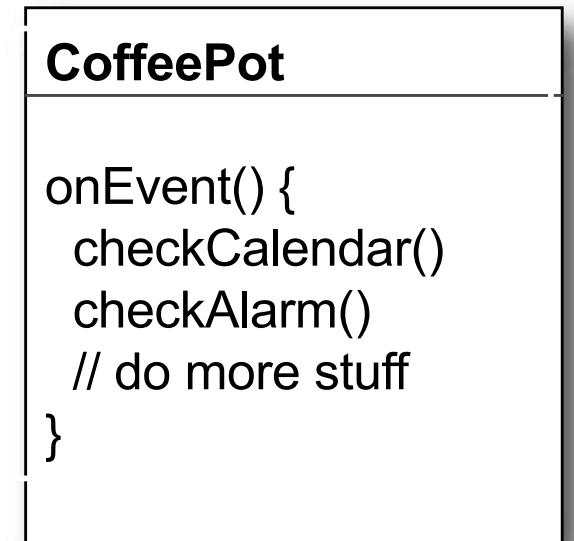 CoffeePot
onEvent() {
checkCalendar()
checkAlarm()
// do more stuff
}